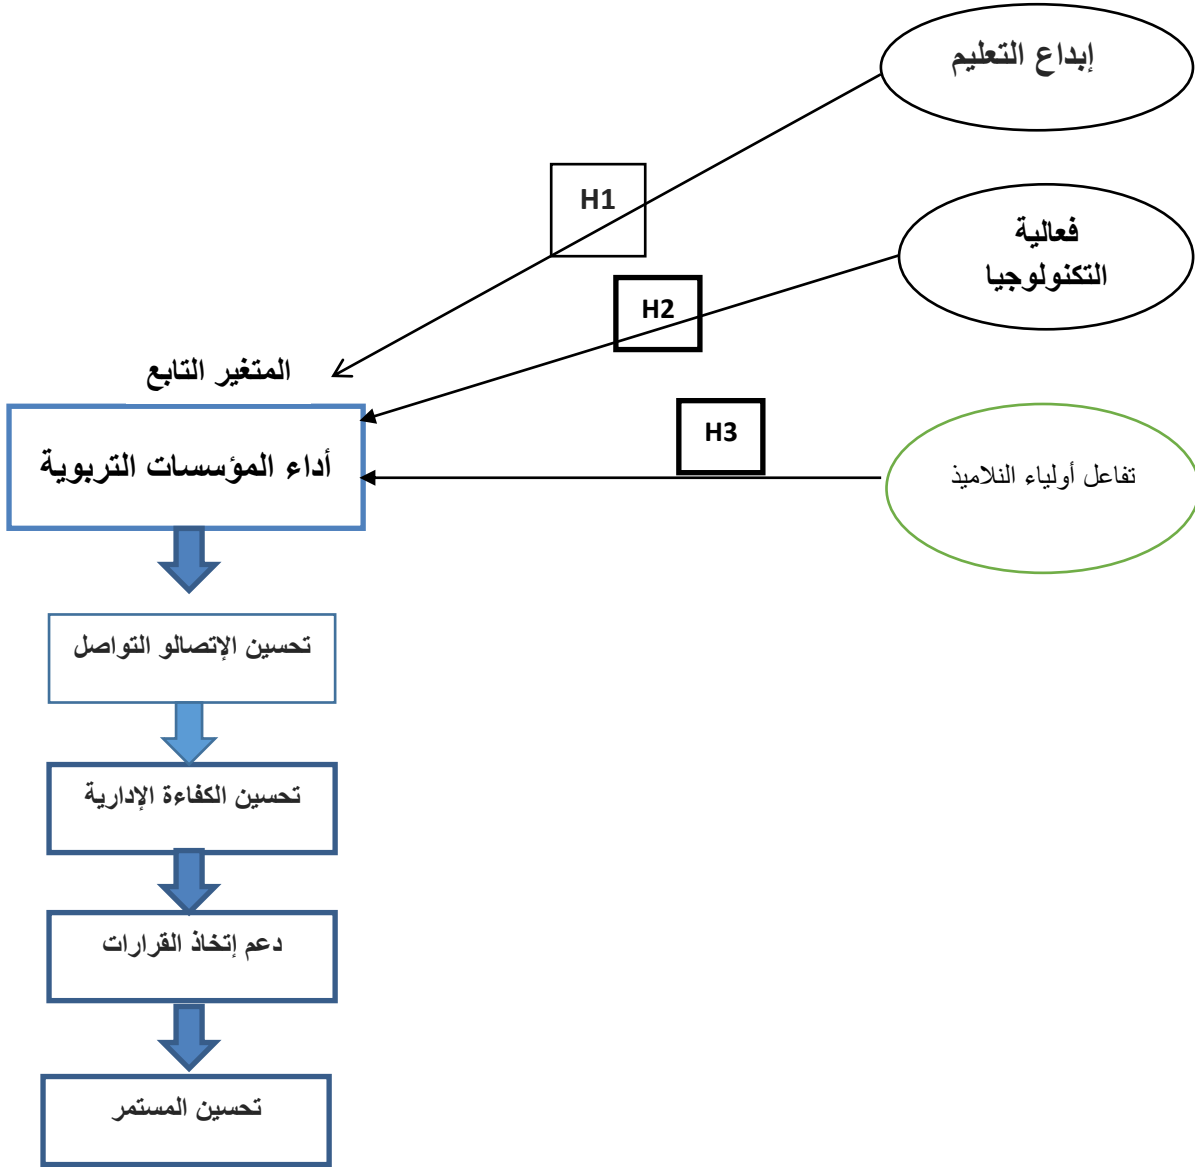 إبداع التعليم
H1
فعالية
التكنولوجيا
H2
المتغير التابع
H3
أداء المؤسسات التربوية
تفاعل أولياء النلاميذ
تحسين الإتصالو التواصل
تحسين الكفاءة الإدارية
دعم إتخاذ القرارات
تحسين المستمر